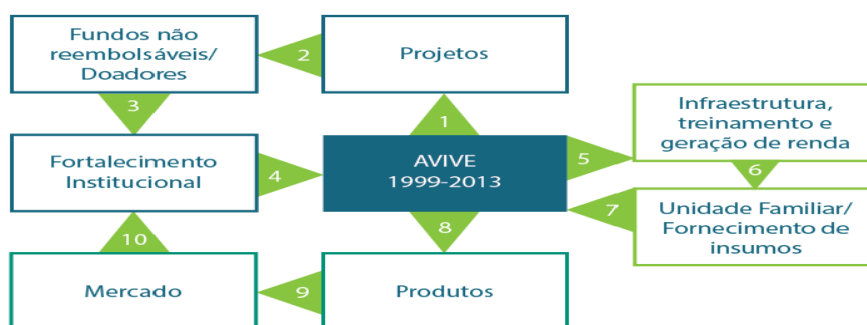 Fundos não
reembolsáveis/
Doadores
2
Projetos
3
1
Infraestrutura,
treinamento e
geração de renda
Fortalecimento
Institucional
4
AVIVE
1999-2013
5
6
7
Unidade Familiar/
Fornecimento de
insumos
10
8
Mercado
9
Produtos